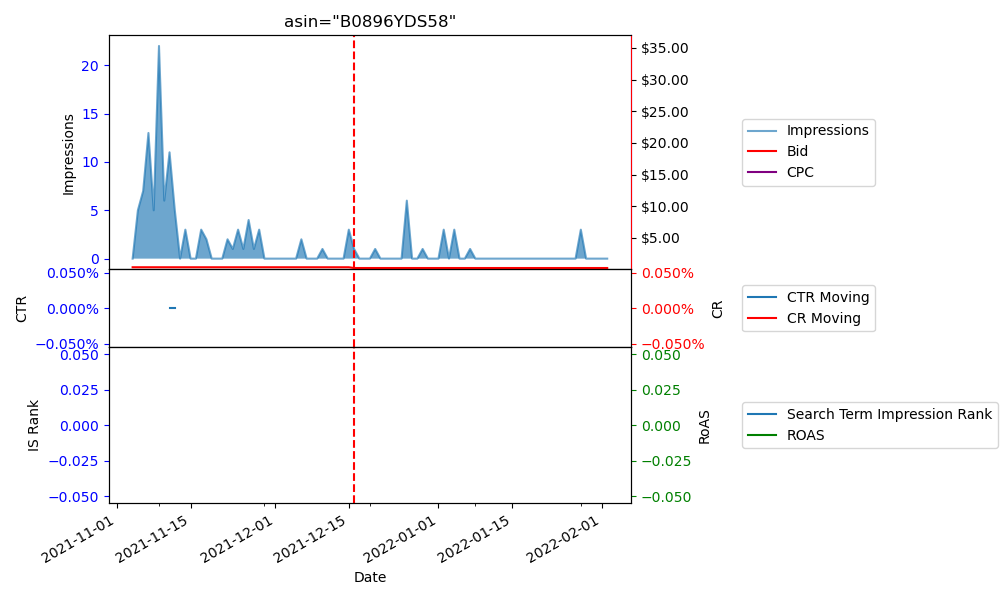 asin="B0896YDS58"
Impressions
20
15
10
5
0
$35.00
$30.00
$25.00
$20.00
$15.00
$10.00
$5.00
Impressions
Bid
CPC
CTR
0.050%
0.000%
−0.050%
0.050%
0.000%
−0.050%
CR
CTR Moving
CR Moving
IS Rank
0.050
0.025
0.000
−0.025
−0.050
0.050
0.025
0.000
−0.025
−0.050
RoAS
Search Term Impression Rank
ROAS
2021-11-01
2021-11-15
2021-12-01
2021-12-15
2022-01-01
2022-01-15
2022-02-01
Date